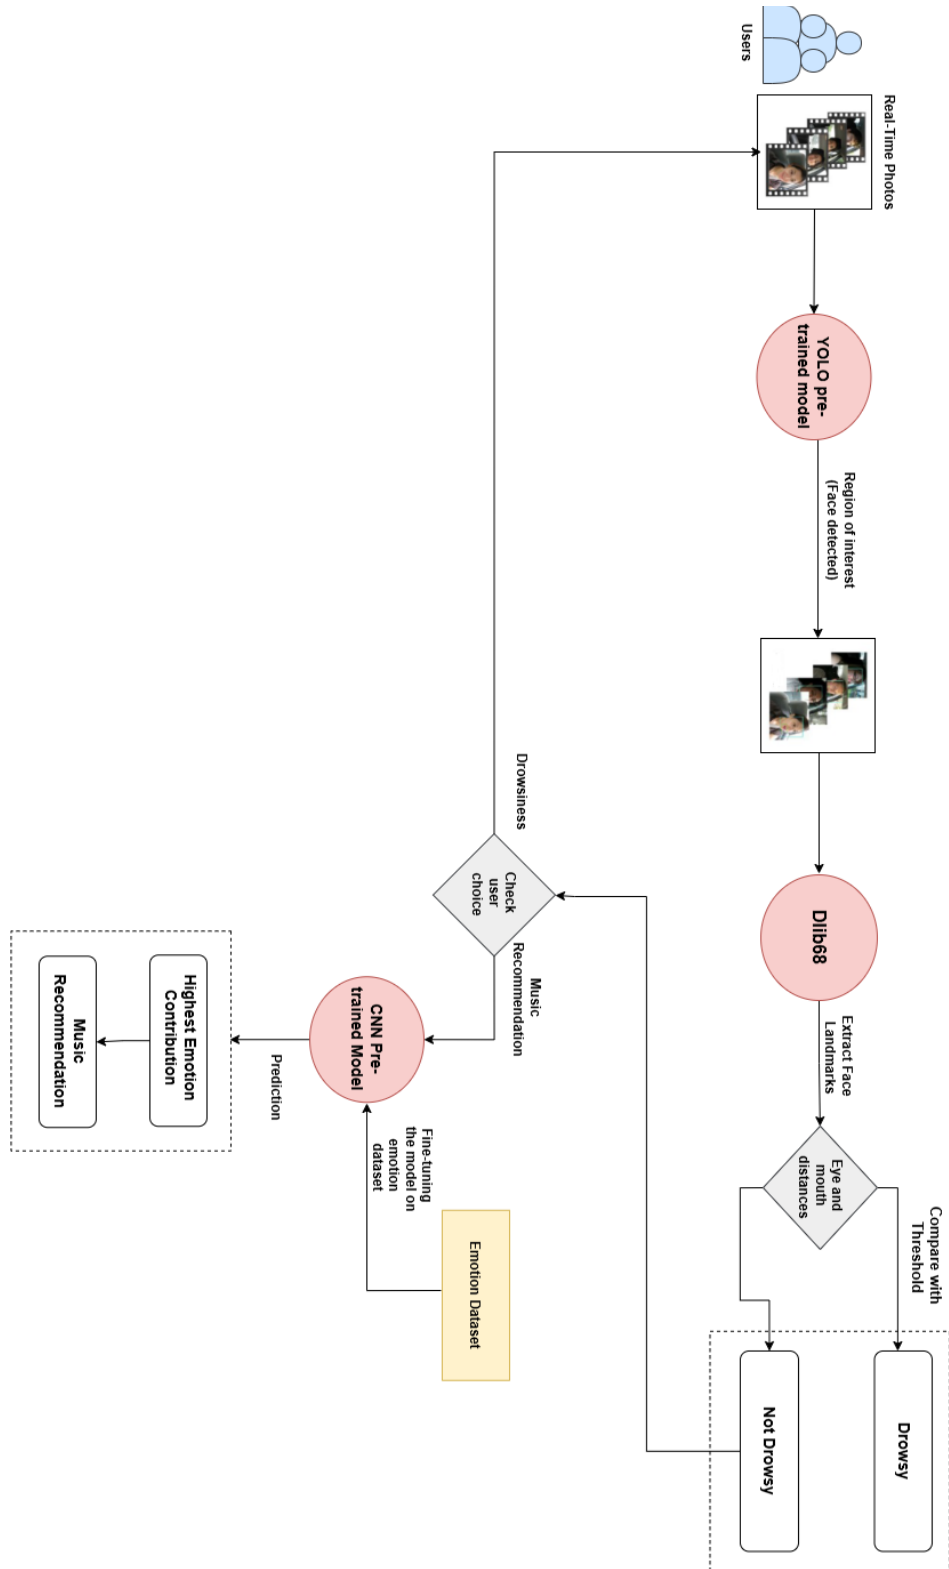 Users
Real-Time Photos
YOLO pre-
trained model
Region of interest
(Face detected)
Dlib68
Extract Face
Landmarks
Eye and
mouth
distances
Compare with
Threshold
Drowsy
Not Drowsy
Drowsiness
Check
user
choice
Music
Recommendation
CNN Pre-
trained Model
Fine-tuning
the model on
emotion
dataset
Emotion Dataset
Prediction
Highest Emotion
Contribution
Music
Recommendation